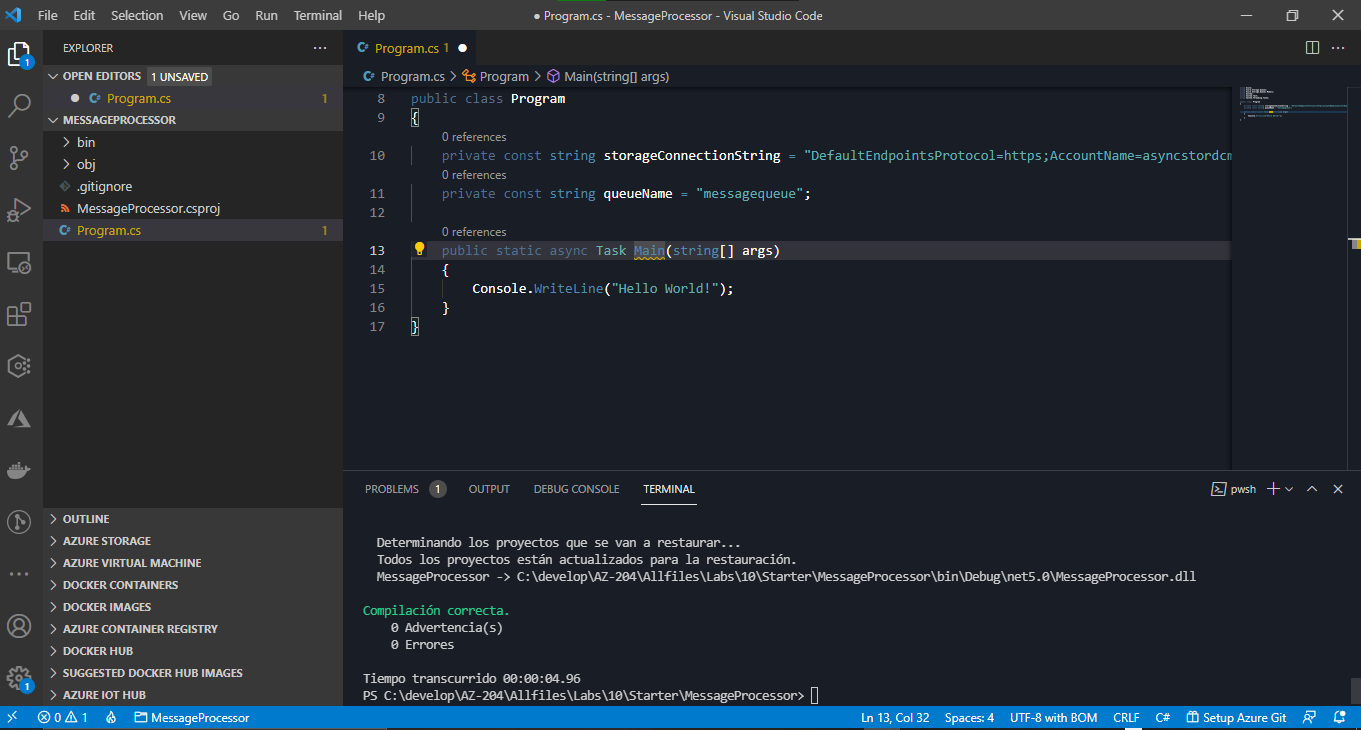 File Edit Selection View Go Run Terminal Help
● Program.cs - MessageProcessor - Visual Studio Code
EXPLORER
1
OPEN EDITORS 1 UNSAVED
Program.cs 1
MESSAGEPROCESSOR
bin
obj
.gitignore
MessageProcessor.csproj
Program.cs 1
OUTLINE
AZURE STORAGE
AZURE VIRTUAL MACHINE
DOCKER CONTAINERS
DOCKER IMAGES
AZURE CONTAINER REGISTRY
DOCKER HUB
SUGGESTED DOCKER HUB IMAGES
AZURE IOT HUB
1
Program.cs 1 ●
Program.cs > Program > Main(string[] args)
8 public class Program
9 {
0 references
10 private const string storageConnectionString = "DefaultEndpointsProtocol=https;AccountName=asyncstordcm
0 references
11 private const string queueName = "messagequeue";
12
0 references
13 public static async Task Main(string[] args)
14 {
15 Console.WriteLine("Hello World!");
16 }
17 }
PROBLEMS 1 OUTPUT DEBUG CONSOLE TERMINAL
pwsh
Determinando los proyectos que se van a restaurar...
Todos los proyectos están actualizados para la restauración.
MessageProcessor -> C:\develop\AZ-204\Allfiles\Labs\10\Starter\MessageProcessor\bin\Debug\net5.0\MessageProcessor.dll
Compilación correcta.
0 Advertencia(s)
0 Errores
Tiempo transcurrido 00:00:04.96
PS C:\develop\AZ-204\Allfiles\Labs\10\Starter\MessageProcessor>
0 1 MessageProcessor
Ln 13, Col 32 Spaces: 4 UTF-8 with BOM CRLF C# Setup Azure Git